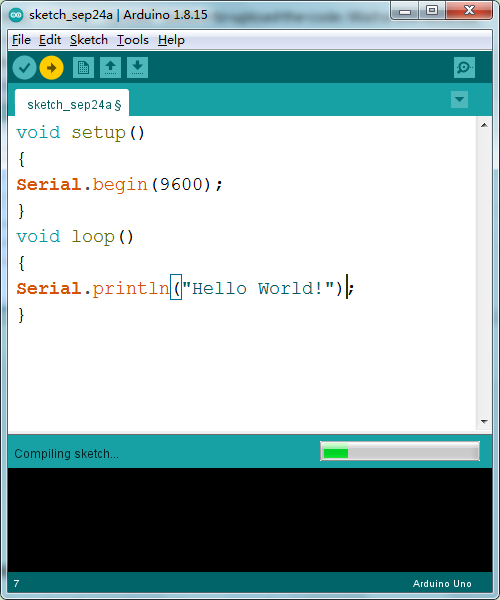 sketch_sep24a | Arduino 1.8.15
File Edit Sketch Tools Help
sketch_sep24a §
void setup()
{
Serial.begin(9600);
}
void loop()
{
Serial.println("Hello World!");
}
Compiling sketch...
7
Arduino Uno